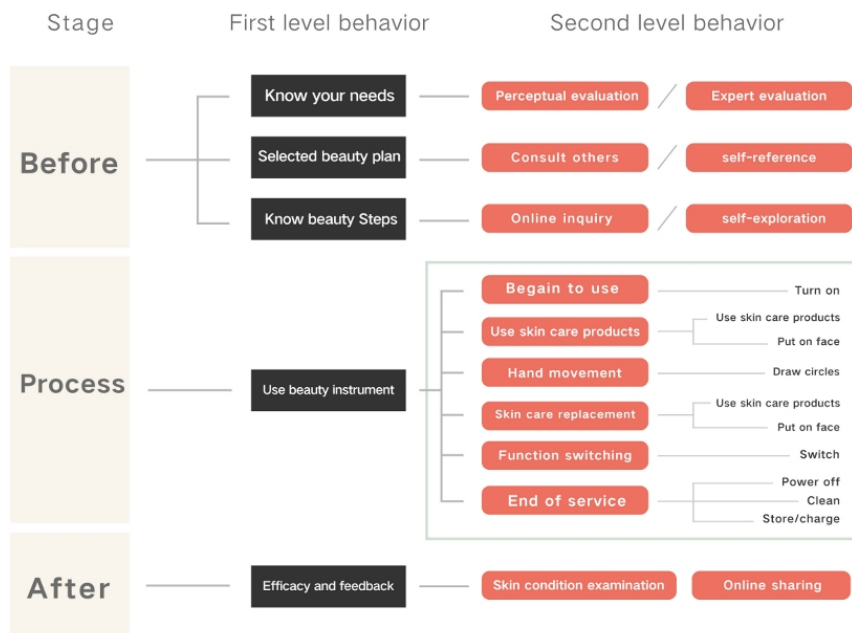 Stage First level behavior Second level behavior
Before
Know your needs
Perceptual evaluation
Expert evaluation
Selected beauty plan
Consult others
self-reference
Know beauty Steps
Online inquiry
self-exploration
Process
Use beauty instrument
Begain to use
Turn on
Use skin care products
Use skin care products
Put on face
Hand movement
Draw circles
Skin care replacement
Use skin care products
Put on face
Function switching
Switch
End of service
Power off
Clean
Store/charge
After
Efficacy and feedback
Skin condition examination
Online sharing